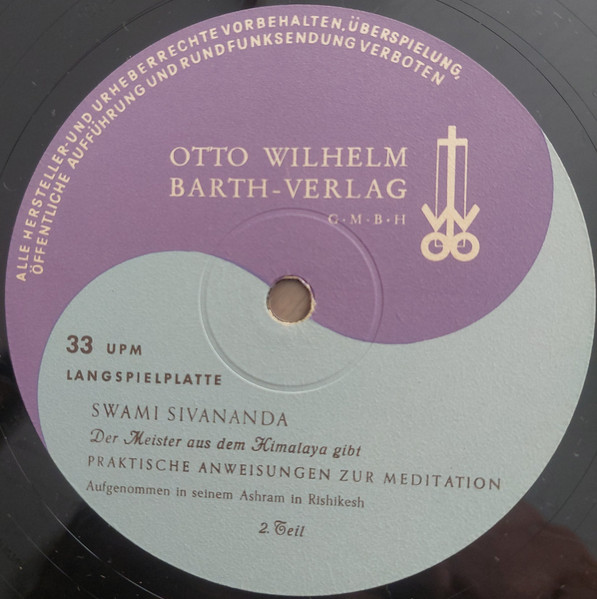 ALLE HERSTELLER- UND URHEBERRECHTE VORBEHALTEN, ÜBERSPIELUNG,
ÖFFENTLICHE AUFFÜHRUNG UND RUNDFUNKSENDUNG VERBOTEN
OTTO WILHELM
BARTH-VERLAG
G·M·B·H
33 UPM
LANGSPIELPLATTE
SWAMI SIVANANDA
Der Meister aus dem Himalaya gibt
PRAKTISCHE ANWEISUNGEN ZUR MEDITATION
Aufgenommen in seinem Ashram in Rishikesh
2. Teil